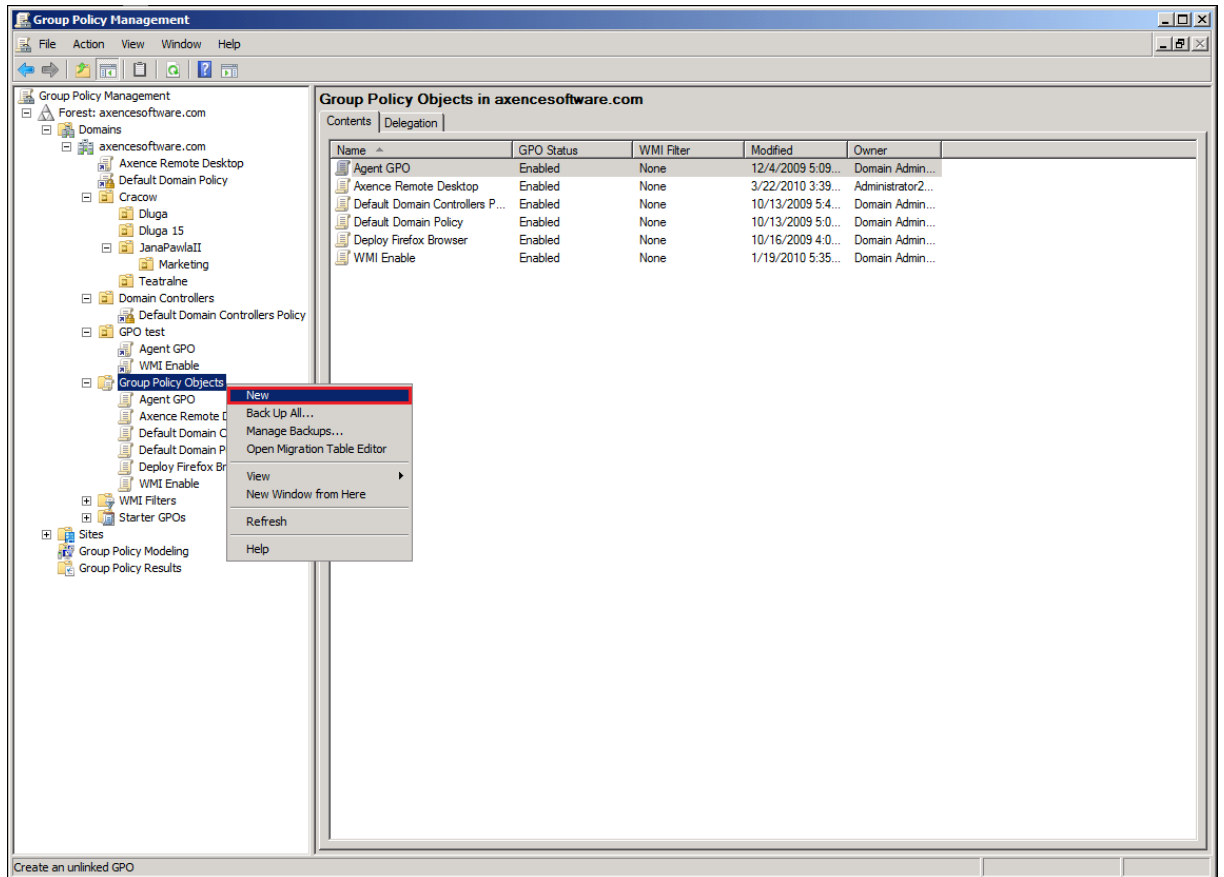 Group Policy Management
File Action View Window Help
Group Policy Management
Forest: axencesoftware.com
Domains
axencesoftware.com
Axence Remote Desktop
Default Domain Policy
Cracow
Dluga
Dluga 15
JanaPawlaII
Marketing
Teatralne
Domain Controllers
Default Domain Controllers Policy
GPO test
Agent GPO
WMI Enable
Group Policy Objects
Agent GPO
Axence Remote D
Default Domain C
Default Domain P
Deploy Firefox Br
WMI Enable
WMI Filters
Starter GPOs
Sites
Group Policy Modeling
Group Policy Results
New
Back Up All...
Manage Backups...
Open Migration Table Editor
View
New Window from Here
Refresh
Help
Group Policy Objects in axencesoftware.com
Contents Delegation
Name GPO Status WMI Filter Modified Owner
Agent GPO Enabled None 12/4/2009 5:09... Domain Admin...
Axence Remote Desktop Enabled None 3/22/2010 3:39... Administrator2...
Default Domain Controllers P... Enabled None 10/13/2009 5:4... Domain Admin...
Default Domain Policy Enabled None 10/13/2009 5:0... Domain Admin...
Deploy Firefox Browser Enabled None 10/16/2009 4:0... Domain Admin...
WMI Enable Enabled None 1/19/2010 5:35... Domain Admin...
Create an unlinked GPO